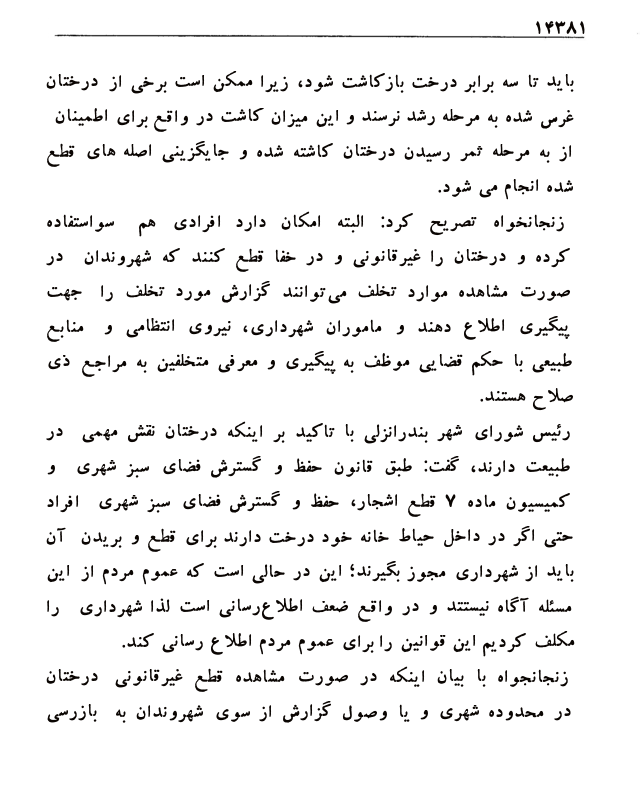 ۱۴۳۸۱
باید تا سه برابر درخت بازکاشت شود، زیرا ممکن است برخی از درختان
غرس شده به مرحله رشد نرسند و این میزان کاشت در واقع برای اطمینان
از به مرحله ثمر رسیدن درختان کاشته شده و جایگزینی اصله های قطع
شده انجام می شود.
زنجانخواه تصریح کرد: البته امکان دارد افرادی هم سواستفاده
کرده و درختان را غیرقانونی و در خفا قطع کنند که شهروندان در
صورت مشاهده موارد تخلف می‌توانند گزارش مورد تخلف را جهت
پیگیری اطلاع دهند و ماموران شهرداری، نیروی انتظامی و منابع
طبیعی با حکم قضایی موظف به پیگیری و معرفی متخلفین به مراجع ذی
صلاح هستند.
رئیس شورای شهر بندرانزلی با تاکید بر اینکه درختان نقش مهمی در
طبیعت دارند، گفت: طبق قانون حفظ و گسترش فضای سبز شهری و
کمیسیون ماده ۷ قطع اشجار، حفظ و گسترش فضای سبز شهری افراد
حتی اگر در داخل حیاط خانه خود درخت دارند برای قطع و بریدن آن
باید از شهرداری مجوز بگیرند؛ این در حالی است که عموم مردم از این
مسئله آگاه نیستند و در واقع ضعف اطلاع‌رسانی است لذا شهرداری را
مکلف کردیم این قوانین را برای عموم مردم اطلاع رسانی کند.
زنجانجواه با بیان اینکه در صورت مشاهده قطع غیرقانونی درختان
در محدوده شهری و یا وصول گزارش از سوی شهروندان به بازرسی